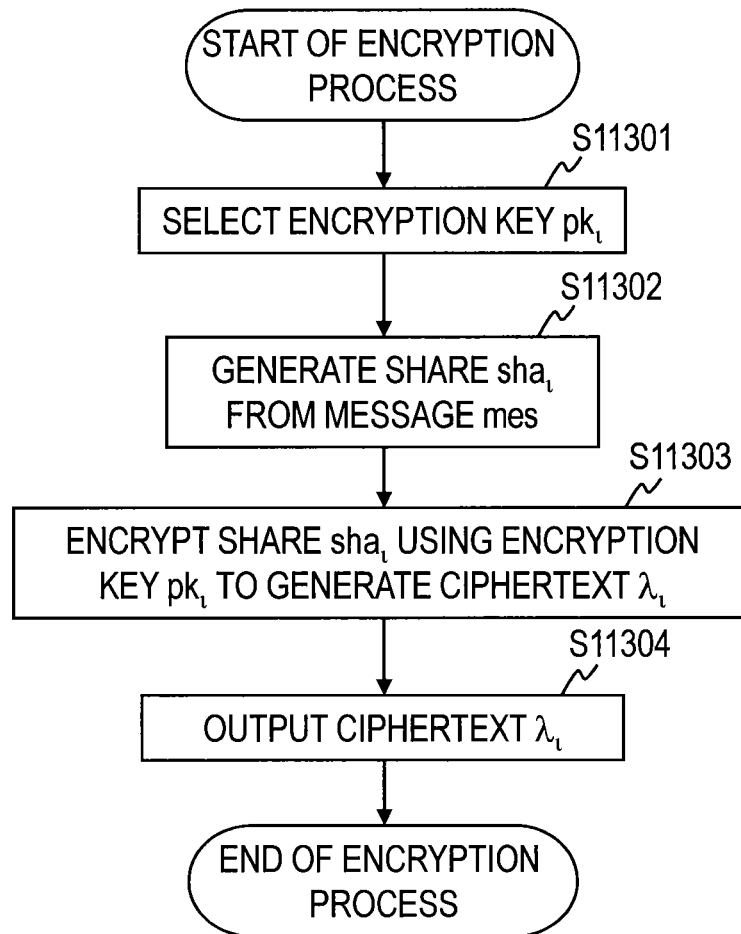 START OF ENCRYPTION
PROCESS
S11301
SELECT ENCRYPTION KEY pkι
S11302
GENERATE SHARE shaι
FROM MESSAGE mes
S11303
ENCRYPT SHARE shaι USING ENCRYPTION
KEY pkι TO GENERATE CIPHERTEXT λι
S11304
OUTPUT CIPHERTEXT λι
END OF ENCRYPTION
PROCESS